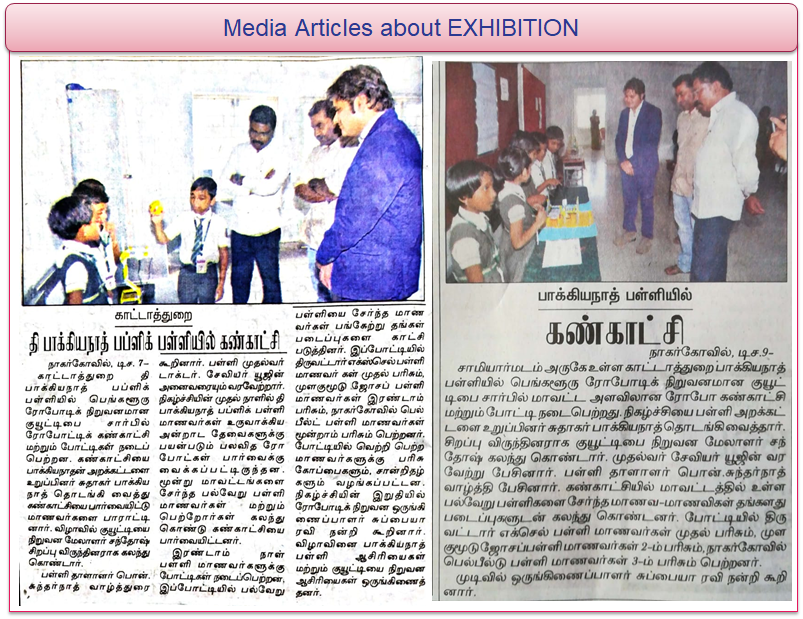 Media Articles about EXHIBITION
காட்டாத்துறை
தி பாக்கியநாத் பப்ளிக் பள்ளியில் கண்காட்சி
நாகர்கோவில், டிச. 7–
காட்டாத்துறை தி
பாக்கியநாத் பப்ளிக்
பள்ளியில் பெங்களூரு
ரோபோடிக் நிறுவனமான
குயூட்டிபை சார்பில்
ரோபோடிக் கண்காட்சி
மற்றும் போட்டிகள் நடைப்
பெற்றன. கண்காட்சியை
பாக்கியநாதன் அறக்கட்டளை
உறுப்பினர் சுதாகர் பாக்கிய
நாத் தொடங்கி வைத்து
கண்காட்சியை பார்வையிட்டு
மாணவர்களை பாராட்டி
னார். விழாவில் குயூட்டியை
நிறுவன மேலாளர் சந்தோஷ்
சிறப்பு விருந்தினராக கலந்து
கொண்டார்.
பள்ளி தாளாளர் பொன்.
சுந்தர்நாத் வாழ்த்துரை
கூறினார். பள்ளி முதல்வர்
டாக்டர். சேவியர் யூஜின்
அனைவரையும் வரவேற்றார்.
நிகழ்ச்சியின் முதல் நாளில் தி
பாக்கியநாத் பப்ளிக் பள்ளி
மாணவர்கள் உருவாக்கிய
அன்றாட தேவைகளுக்கு
பயன்படும் பலவித ரோ
போட்கள் பார்வைக்கு
வைக்கப்பட்டிருந்தன.
மூன்று மாவட்டங்களை
சேர்ந்த பல்வேறு பள்ளி
மாணவர்கள் மற்றும்
பெற்றோர்கள் கலந்து
கொண்டு கண்காட்சியை
பார்வையிட்டனர்.
இரண்டாம் நாள்
பள்ளி மாணவர்களுக்கு
போட்டிகள் நடைப்பெற்றன,
இப்போட்டியில் பல்வேறு
பள்ளியை சேர்ந்த மாண
வர்கள் பங்கேற்று தங்கள்
படைப்புகளை காட்சி
படுத்தினர். இப்போட்டியில்
திருவட்டார் எக்ஸ்செல் பள்ளி
மாணவர் கள் முதல் பரிசும்,
முளகுமூடு ஜோசப் பள்ளி
மாணவர்கள் இரண்டாம்
பரிசும், நாகர்கோவில் பெல்
பீல்ட் பள்ளி மாணவர்கள்
மூன்றாம் பரிசும் பெற்றனர்.
போட்டியில் வெற்றி பெற்ற
மாணவர்களுக்கு பரிசு
கோப்பைகளும், சான்றிதழ்
களும் வழங்கப்பட்டன.
நிகழ்ச்சியின் இறுதியில்
ரோபோடிக் நிறுவன ஒருங்கி
ணைப்பாளர் சுப்பையா
ரவி நன்றி கூறினார்.
விழாவினை பாக்கியநாத்
பள்ளி ஆசிரியைகள்
மற்றும் குயூட்டியை நிறுவன
ஆசிரியைகள் ஒருங்கிணைத்
தனர்.
பாக்கியநாத் பள்ளியில்
கண்காட்சி
நாகர்கோவில், டிச.9-
சாமியார்மடம் அருகே உள்ள காட்டாத்துறை பாக்கியநாத்
பள்ளியில் பெங்களூரு ரோபோடிக் நிறுவனமான குயூட்
டிபை சார்பில் மாவட்ட அளவிலான ரோபோ கண்காட்சி
மற்றும் போட்டி நடைபெற்றது. நிகழ்ச்சியை பள்ளி அறக்கட்
டளை உறுப்பினர் சுதாகர் பாக்கியநாத் தொடங்கி வைத்தார்.
சிறப்பு விருந்தினராக குயூட்டிபை நிறுவன மேலாளர் சந்
தோஷ் கலந்து கொண்டார். முதல்வர் சேவியர் யூஜின் வர
வேற்று பேசினார். பள்ளி தாளாளர் பொன்.சுந்தர்நாத்
வாழ்த்தி பேசினார். கண்காட்சியில் மாவட்டத்தில் உள்ள
பல்வேறு பள்ளிகளை சேர்ந்த மாணவ-மாணவிகள் தங்களது
படைப்புகளுடன் கலந்து கொண்டனர். போட்டியில் திரு
வட்டார் எக்செல் பள்ளி மாணவர்கள் முதல் பரிசும், முள
குமூடு ஜோசப்பள்ளி மாணவர்கள் 2-ம் பரிசும், நாகர்கோவில்
பெல்பீல்டு பள்ளி மாணவர்கள் 3-ம் பரிசும் பெற்றனர்.
முடிவில் ஒருங்கிணைப்பாளர் சுப்பையா ரவி நன்றி கூறி
னார்.